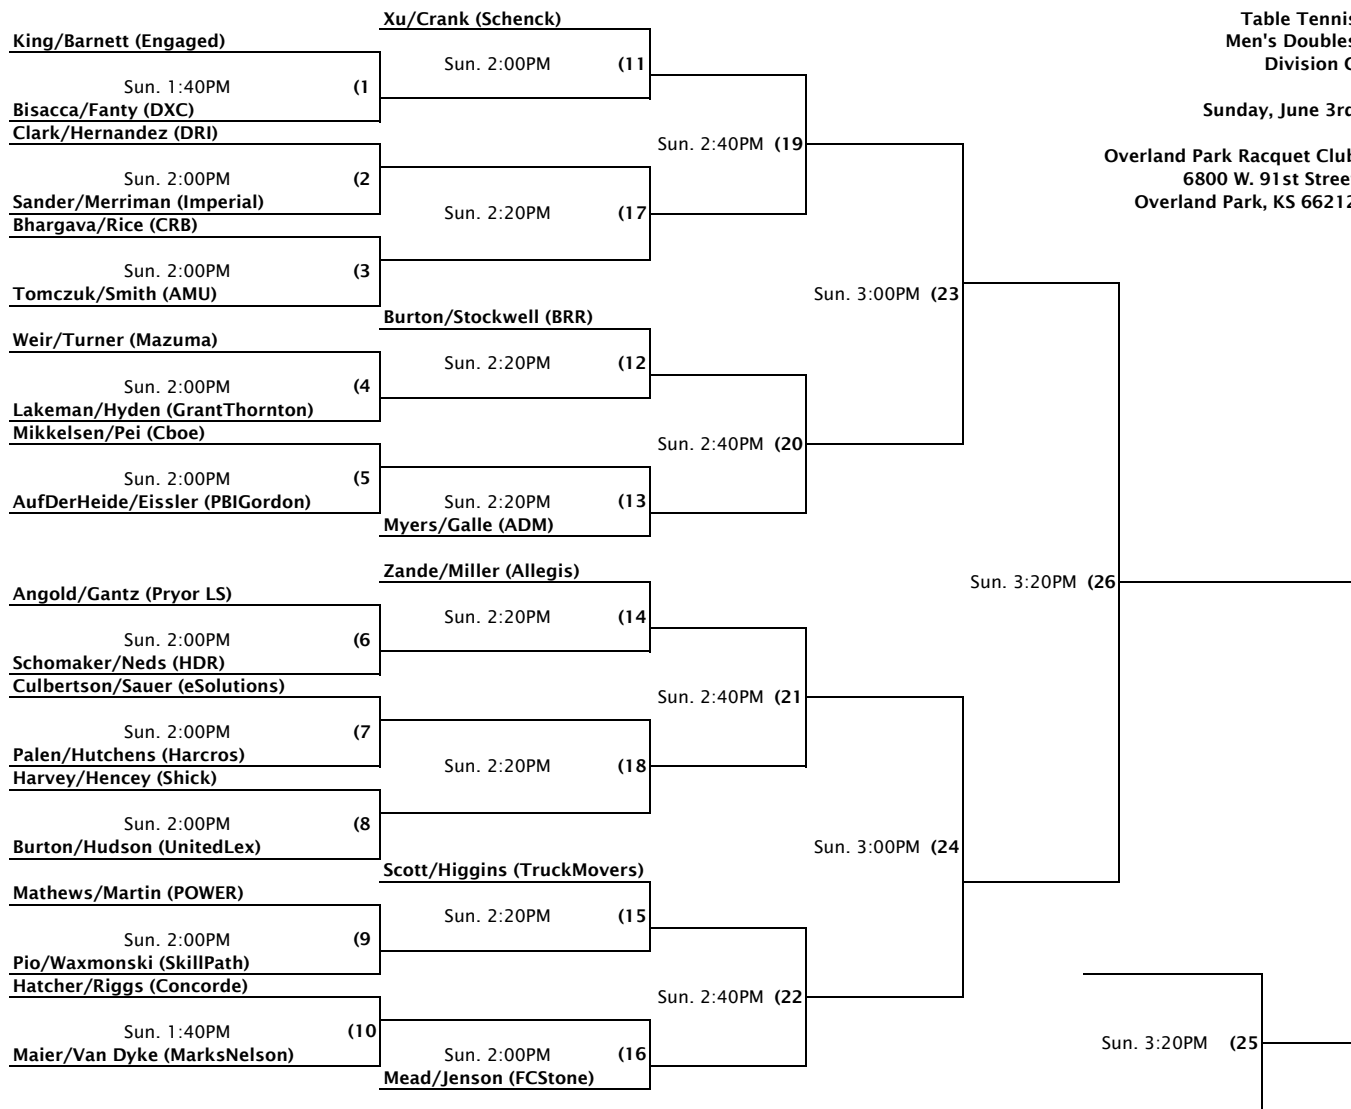 Xu/Crank (Schenck)
Table Tennis
King/Barnett (Engaged)
Men's Doubles
Sun. 2:00PM (11
Division C
Sun. 1:40PM (1
Bisacca/Fanty (DXC)
Sunday, June 3rd
Clark/Hernandez (DRI)
Sun. 2:40PM (19
Overland Park Racquet Club
Sun. 2:00PM (2
6800 W. 91st Street
Sander/Merriman (Imperial)
Overland Park, KS 66212
Sun. 2:20PM (17
Bhargava/Rice (CRB)
Sun. 2:00PM (3
Tomczuk/Smith (AMU)
Sun. 3:00PM (23
Burton/Stockwell (BRR)
Weir/Turner (Mazuma)
Sun. 2:20PM (12
Sun. 2:00PM (4
Lakeman/Hyden (GrantThornton)
Mikkelsen/Pei (Cboe)
Sun. 2:40PM (20
Sun. 2:00PM (5
AufDerHeide/Eissler (PBIGordon)
Sun. 2:20PM (13
Myers/Galle (ADM)
Zande/Miller (Allegis)
Sun. 3:20PM (26
Angold/Gantz (Pryor LS)
Sun. 2:20PM (14
Sun. 2:00PM (6
Schomaker/Neds (HDR)
Culbertson/Sauer (eSolutions)
Sun. 2:40PM (21
Sun. 2:00PM (7
Palen/Hutchens (Harcros)
Sun. 2:20PM (18
Harvey/Hencey (Shick)
Sun. 2:00PM (8
Burton/Hudson (UnitedLex)
Sun. 3:00PM (24
Scott/Higgins (TruckMovers)
Mathews/Martin (POWER)
Sun. 2:20PM (15
Sun. 2:00PM (9
Pio/Waxmonski (SkillPath)
Hatcher/Riggs (Concorde)
Sun. 2:40PM (22
Sun. 1:40PM (10
Sun. 3:20PM (25
Maier/Van Dyke (MarksNelson)
Sun. 2:00PM (16
Mead/Jenson (FCStone)